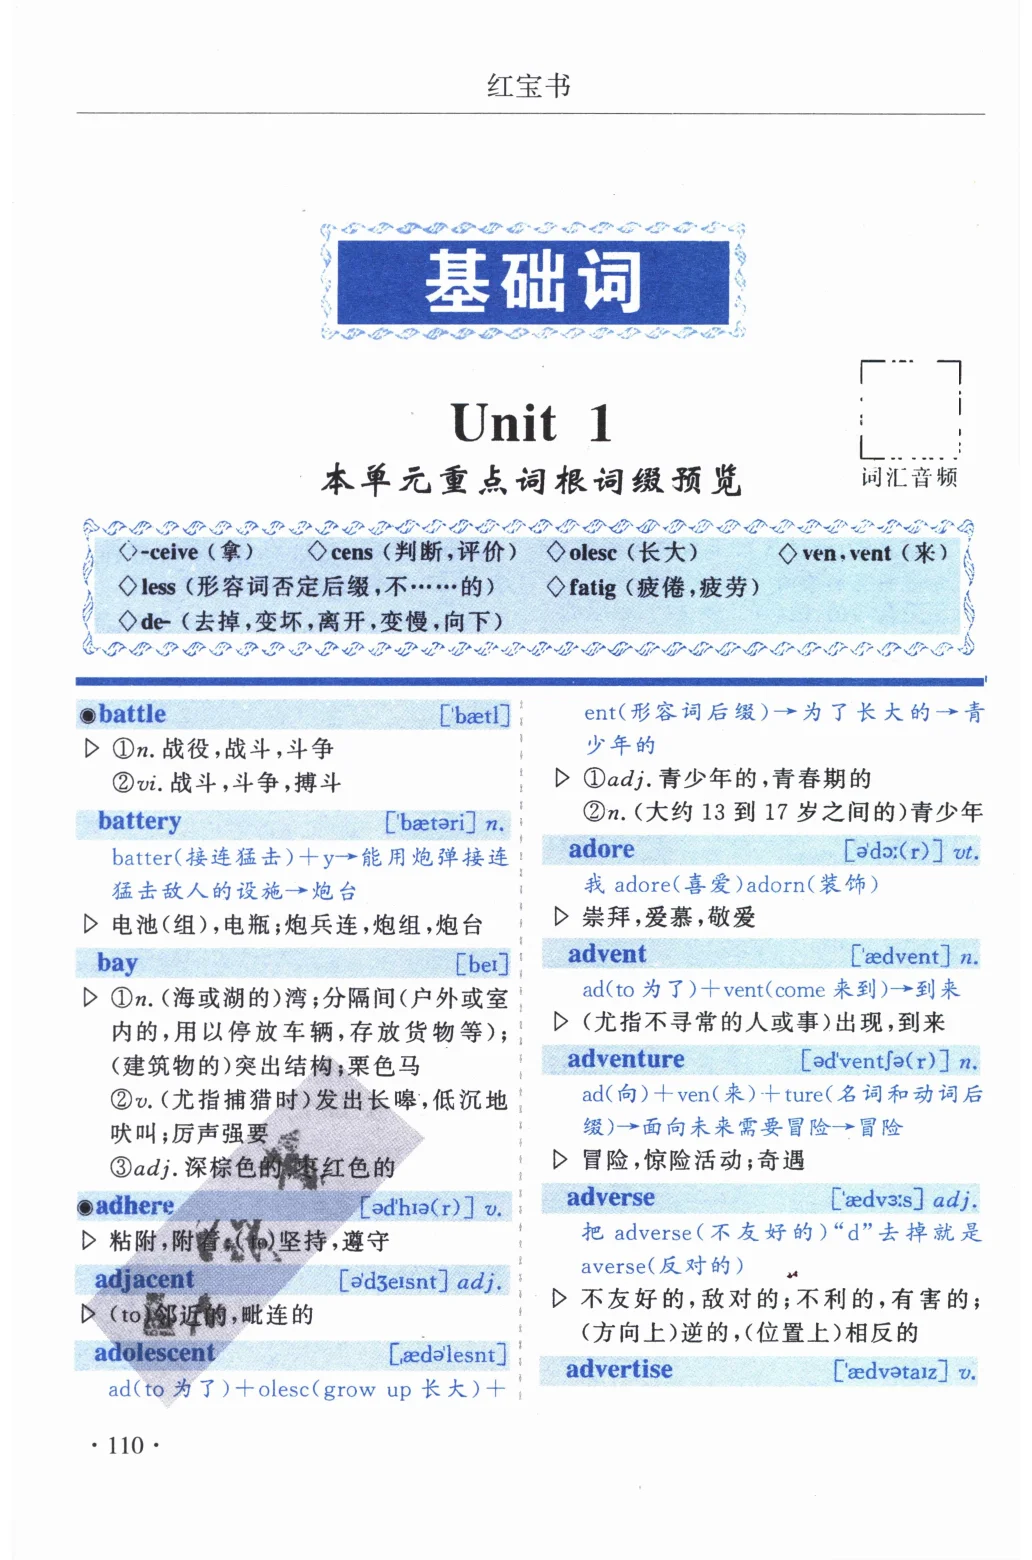 红宝书
基础词
Unit 1
词汇音频
本单元重点词根词缀预览
◇-ceive（拿） ◇cens（判断,评价） ◇olesc（长大） ◇ven,vent（来）
◇less（形容词否定后缀,不……的） ◇fatig（疲倦,疲劳）
◇de-（去掉,变坏,离开,变慢,向下）
◉battle ['bætl]
▷ ①n. 战役,战斗,斗争
②vi. 战斗,斗争,搏斗
battery ['bætəri] n.
batter(接连猛击)+y→能用炮弹接连
猛击敌人的设施→炮台
▷ 电池(组),电瓶;炮兵连,炮组,炮台
bay [beɪ]
▷ ①n. (海或湖的)湾;分隔间(户外或室
内的,用以停放车辆,存放货物等);
(建筑物的)突出结构;栗色马
②v. (尤指捕猎时)发出长嗥,低沉地
吠叫;厉声强要
③adj. 深棕色的,枣红色的
◉adhere [əd'hɪə(r)] v.
▷ 粘附,附着;(to)坚持,遵守
adjacent [ə'dʒeɪsnt] adj.
▷ (to)邻近的,毗连的
adolescent [ˌædə'lesnt]
ad(to 为了)+olesc(grow up 长大)+
ent(形容词后缀)→为了长大的→青
少年的
▷ ①adj. 青少年的,青春期的
②n. (大约 13 到 17 岁之间的)青少年
adore [ə'dɔː(r)] vt.
我 adore(喜爱)adorn(装饰)
▷ 崇拜,爱慕,敬爱
advent ['ædvent] n.
ad(to 为了)+vent(come 来到)→到来
▷ (尤指不寻常的人或事)出现,到来
adventure [əd'ventʃə(r)] n.
ad(向)+ven(来)+ture(名词和动词后
缀)→面向未来需要冒险→冒险
▷ 冒险,惊险活动;奇遇
adverse ['ædvɜːs] adj.
把 adverse(不友好的)“d”去掉就是
averse(反对的)
▷ 不友好的,敌对的;不利的,有害的;
(方向上)逆的,(位置上)相反的
advertise ['ædvətaɪz] v.
· 110 ·